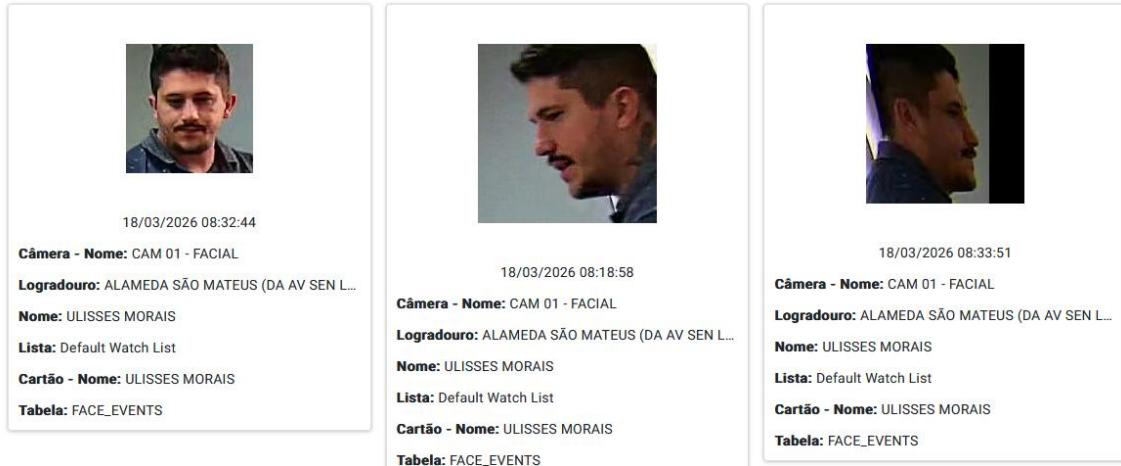 18/03/2026 08:32:44
Câmera - Nome: CAM 01 - FACIAL
Logradouro: ALAMEDA SÃO MATEUS (DA AV SEN L...
Nome: ULISSES MORAIS
Lista: Default Watch List
Cartão - Nome: ULISSES MORAIS
Tabela: FACE_EVENTS
18/03/2026 08:18:58
Câmera - Nome: CAM 01 - FACIAL
Logradouro: ALAMEDA SÃO MATEUS (DA AV SEN L...
Nome: ULISSES MORAIS
Lista: Default Watch List
Cartão - Nome: ULISSES MORAIS
Tabela: FACE_EVENTS
18/03/2026 08:33:51
Câmera - Nome: CAM 01 - FACIAL
Logradouro: ALAMEDA SÃO MATEUS (DA AV SEN L...
Nome: ULISSES MORAIS
Lista: Default Watch List
Cartão - Nome: ULISSES MORAIS
Tabela: FACE_EVENTS